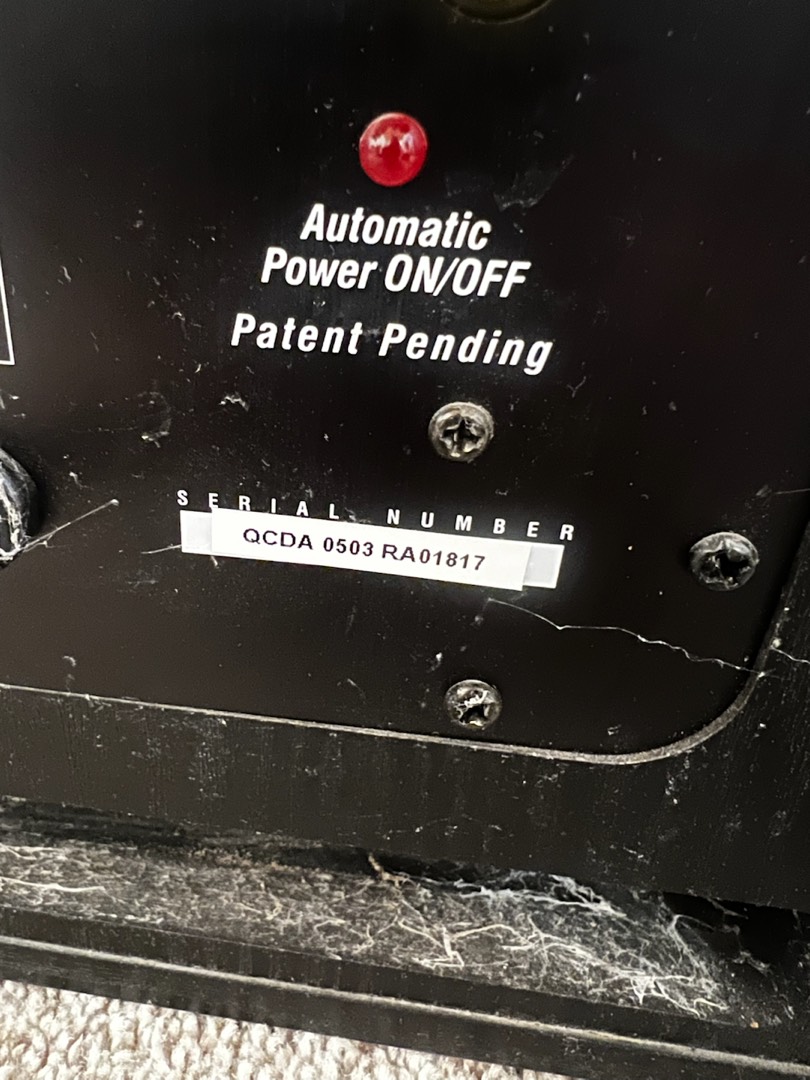 Automatic
Power ON/OFF
Patent Pending
SERIAL NUMBER
QCDA 0503 RA01817